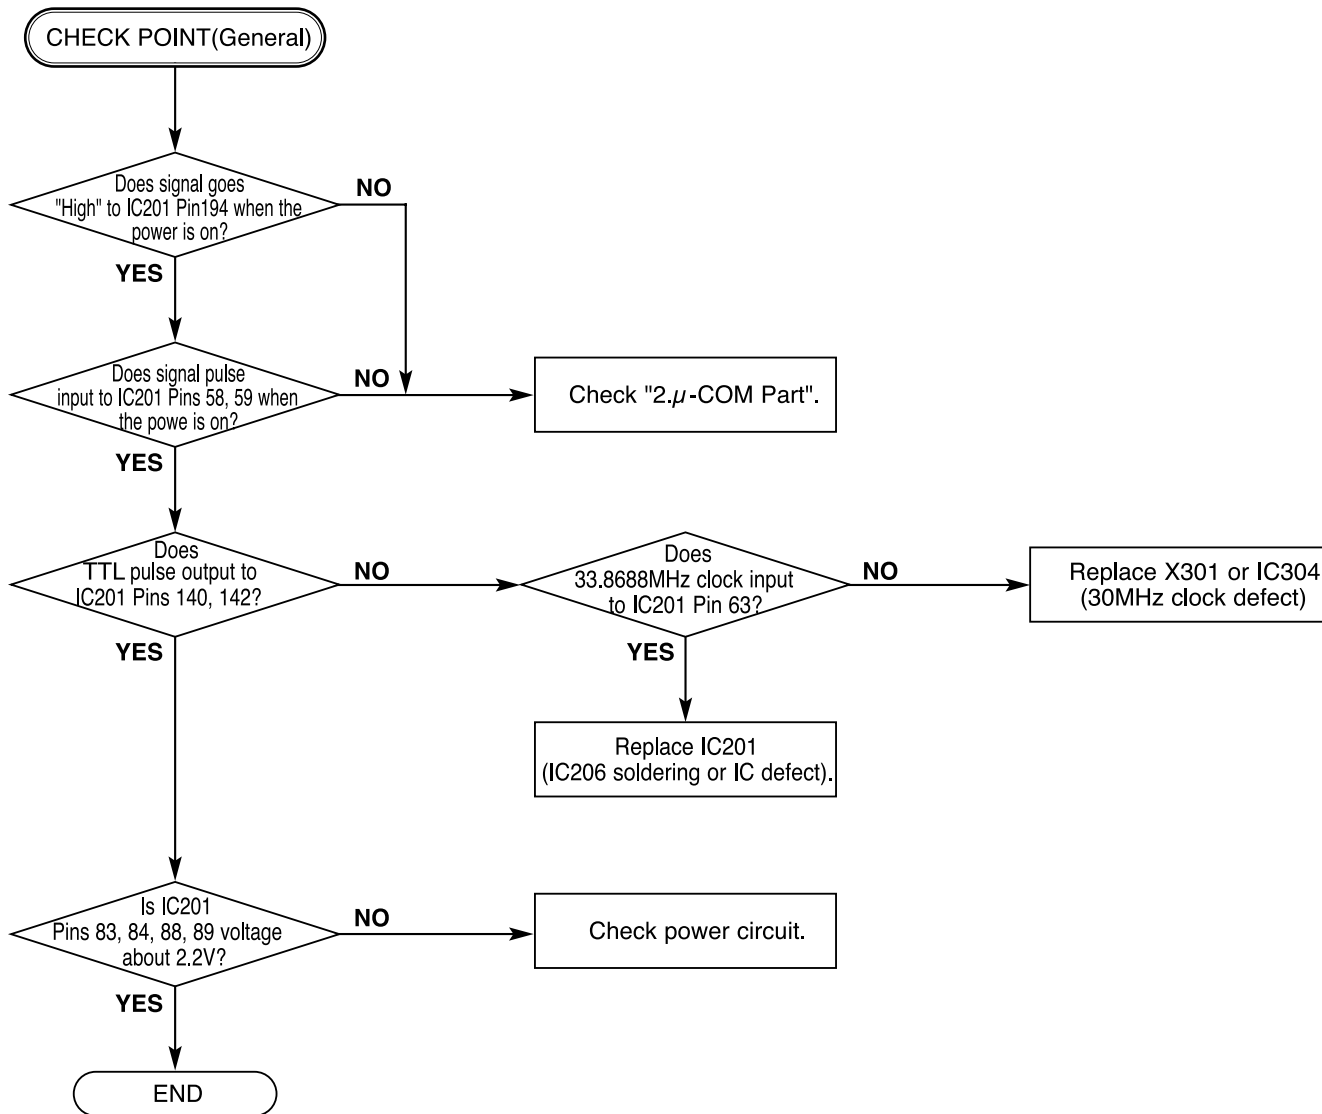 CHECK POINT(General)
Does signal goes
"High" to IC201 Pin194 when the
power is on?
NO
YES
Does signal pulse
input to IC201 Pins 58, 59 when
the powe is on?
NO
Check "2.µ-COM Part".
YES
Does
TTL pulse output to
IC201 Pins 140, 142?
NO
Does
33.8688MHz clock input
to IC201 Pin 63?
NO
Replace X301 or IC304
(30MHz clock defect)
YES
YES
Replace IC201
(IC206 soldering or IC defect).
Is IC201
Pins 83, 84, 88, 89 voltage
about 2.2V?
NO
Check power circuit.
YES
END